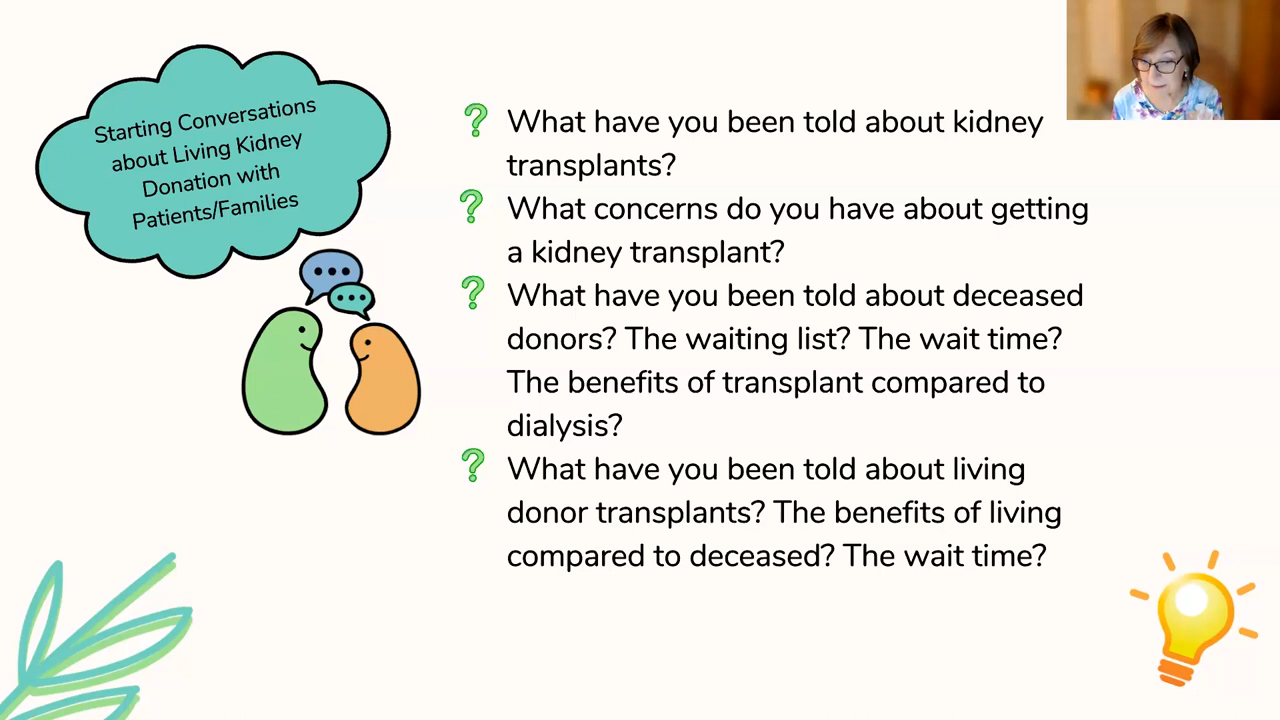 Starting Conversations
about Living Kidney
Donation with
Patients/Families
What have you been told about kidney
transplants?
What concerns do you have about getting
a kidney transplant?
What have you been told about deceased
donors? The waiting list? The wait time?
The benefits of transplant compared to
dialysis?
What have you been told about living
donor transplants? The benefits of living
compared to deceased? The wait time?